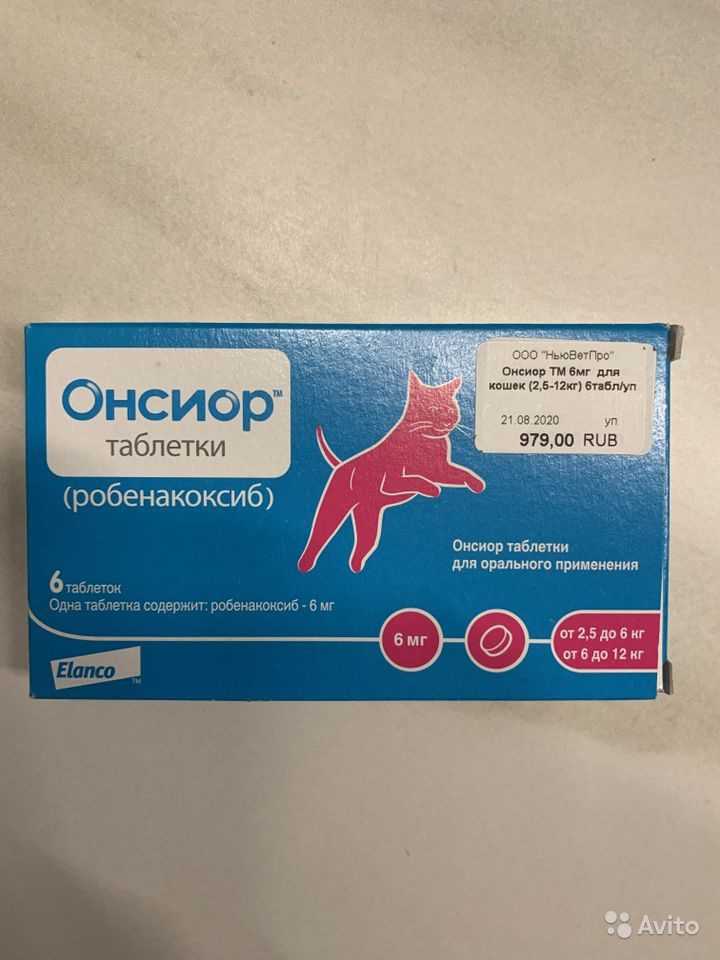 Онсиор™
таблетки
(робенакоксиб)
6 таблеток
Одна таблетка содержит: робенакоксиб - 6 мг
Elanco™
ООО "НьюВетПро"
Онсиор ТМ 6мг для
кошек (2,5-12кг) 6табл/уп
21.08.2020 уп
979,00 RUB
Онсиор таблетки
для орального применения
6 мг
от 2,5 до 6 кг
от 6 до 12 кг
Avito